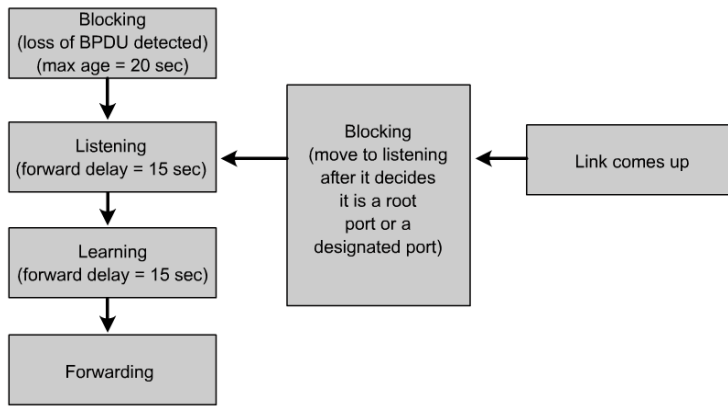 Blocking
(loss of BPDU detected)
(max age = 20 sec)
Listening
(forward delay = 15 sec)
Learning
(forward delay = 15 sec)
Forwarding
Blocking
(move to listening
after it decides
it is a root
port or a
designated port)
Link comes up